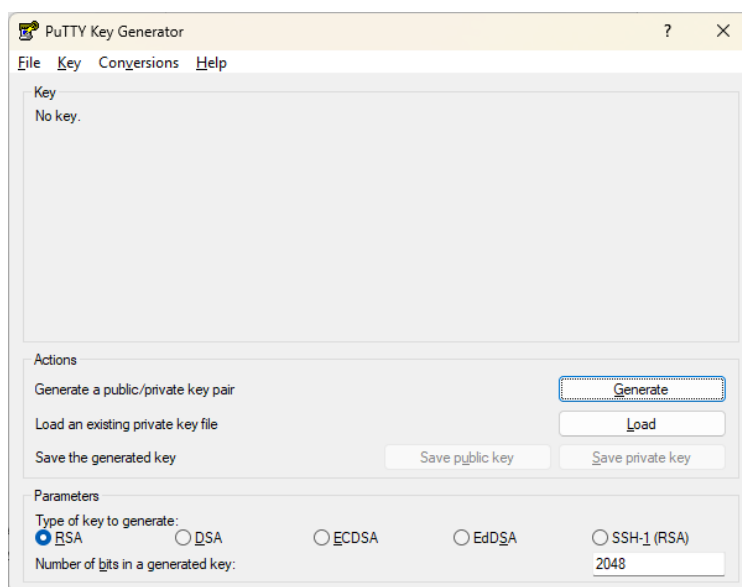 PuTTY Key Generator ? ×
File Key Conversions Help
Key
No key.
Actions
Generate a public/private key pair Generate
Load an existing private key file Load
Save the generated key Save public key Save private key
Parameters
Type of key to generate:
RSA DSA ECDSA EdDSA SSH-1 (RSA)
Number of bits in a generated key: 2048